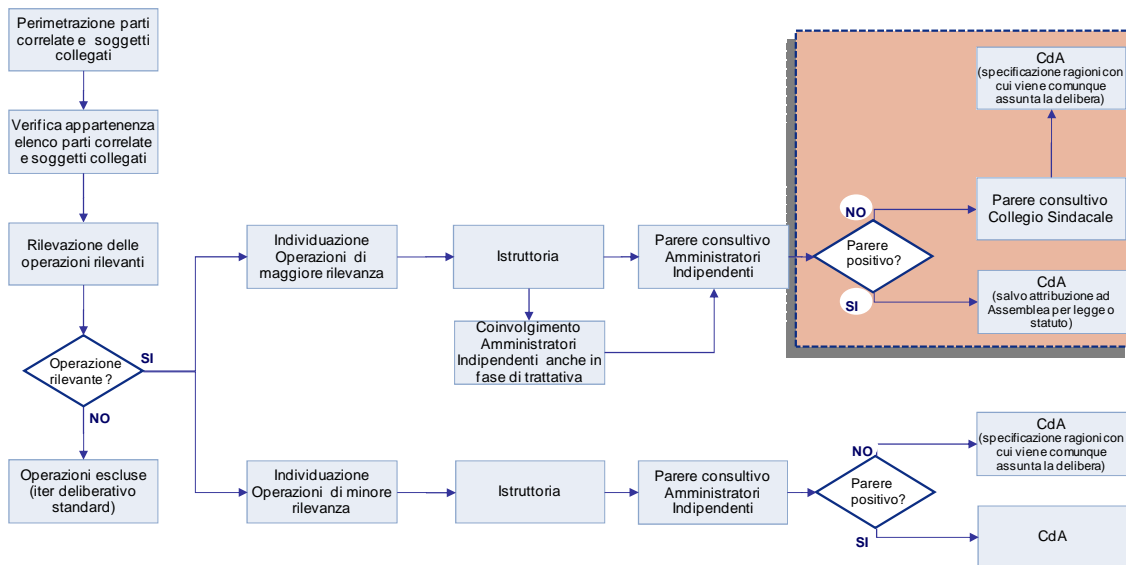 Perimetrazione parti
correlate e soggetti
collegati
Verifica appartenenza
elenco parti correlate
e soggetti collegati
Rilevazione delle
operazioni rilevanti
Operazione
rilevante?
SI
NO
Operazioni escluse
(iter deliberativo
standard)
Individuazione
Operazioni di
maggiore rilevanza
Istruttoria
Coinvolgimento
Amministratori
Indipendenti anche in
fase di trattativa
Parere consultivo
Amministratori
Indipendenti
Parere
positivo?
NO
Parere consultivo
Collegio Sindacale
CdA
(specificazione ragioni con
cui viene comunque
assunta la delibera)
SI
CdA
(salvo attribuzione ad
Assemblea per legge o
statuto)
Individuazione
Operazioni di minore
rilevanza
Istruttoria
Parere consultivo
Amministratori
Indipendenti
Parere
positivo?
NO
CdA
(specificazione ragioni con
cui viene comunque
assunta la delibera)
SI
CdA